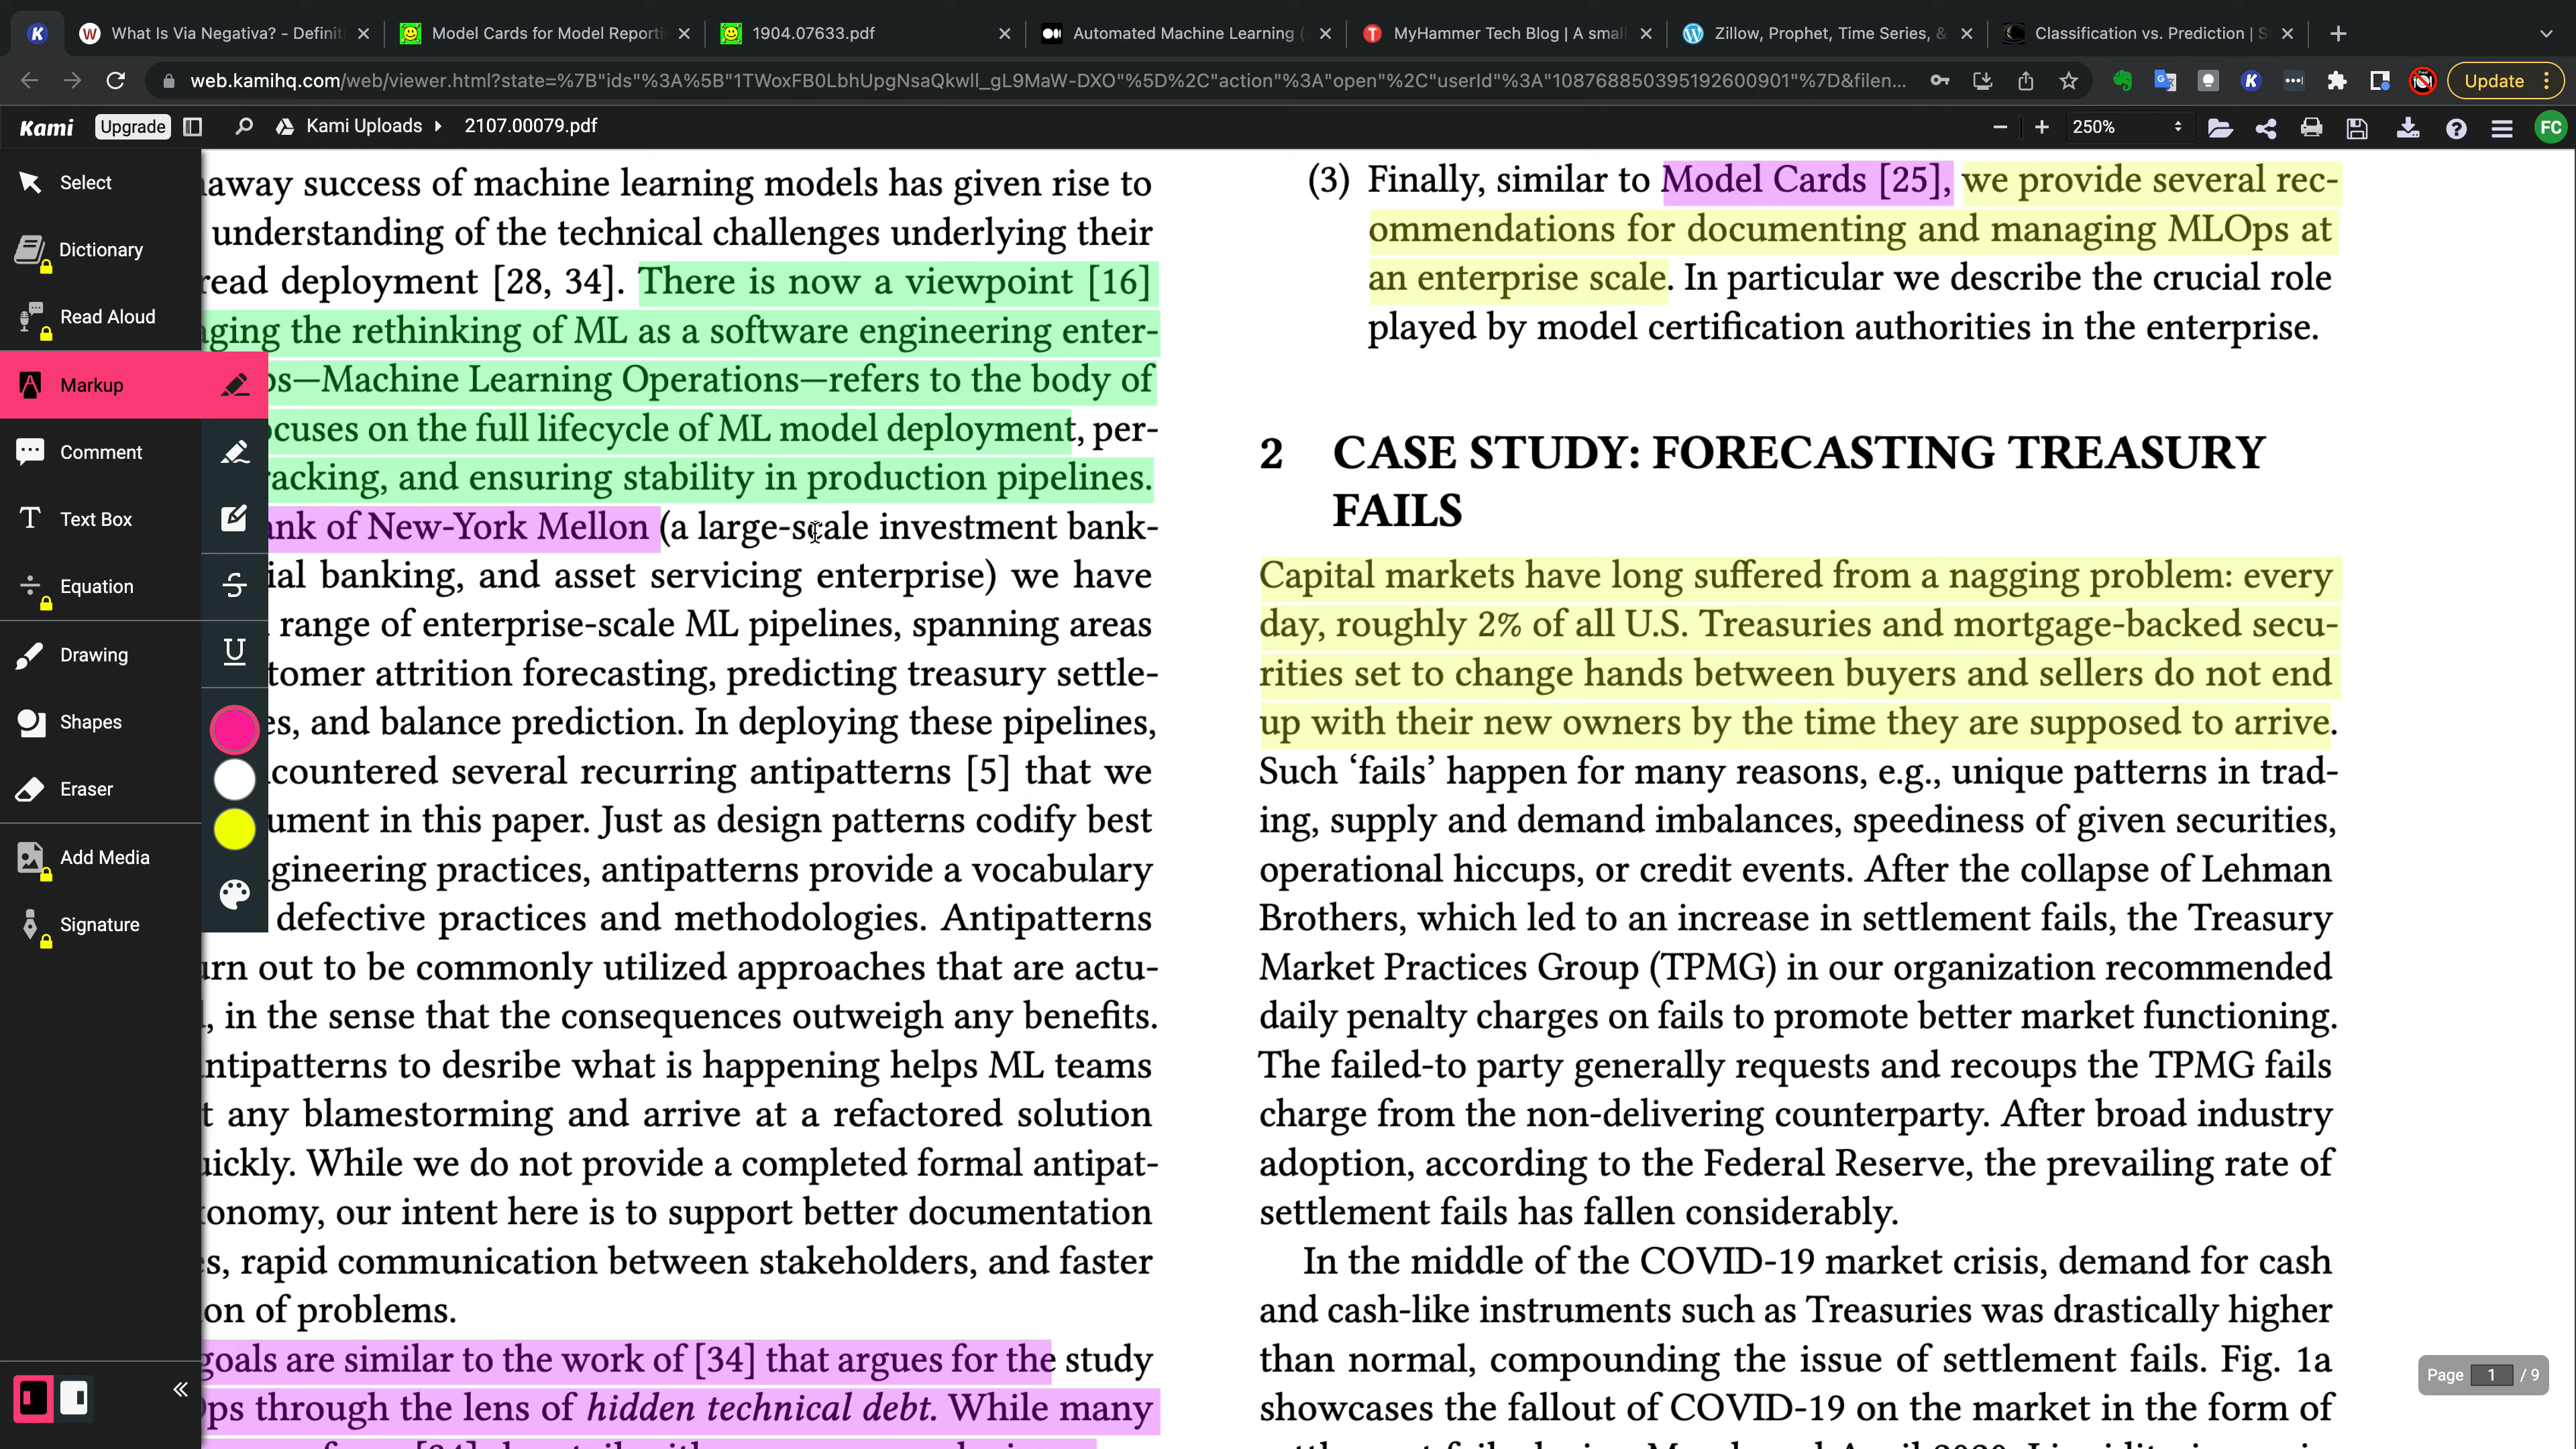 What Is Via Negativa? - Definiti
Model Cards for Model Reporti
1904.07633.pdf
Automated Machine Learning (
MyHammer Tech Blog | A small
Zillow, Prophet, Time Series, &
Classification vs. Prediction | S
web.kamihq.com/web/viewer.html?state=%7B"ids"%3A%5B"1TWoxFB0LbhUpgNsaQkwll_gL9MaW-DXO"%5D%2C"action"%3A"open"%2C"userId"%3A"108768850395192600901"%7D&filen...
Update
Kami
Upgrade
Kami Uploads
2107.00079.pdf
250%
FC
Select
Dictionary
Read Aloud
Markup
Comment
Text Box
Equation
Drawing
Shapes
Eraser
Add Media
Signature
away success of machine learning models has given rise to
understanding of the technical challenges underlying their
read deployment [28, 34]. There is now a viewpoint [16]
aging the rethinking of ML as a software engineering enter-
ps—Machine Learning Operations—refers to the body of
ocuses on the full lifecycle of ML model deployment, per-
racking, and ensuring stability in production pipelines.
ank of New-York Mellon (a large-scale investment bank-
ial banking, and asset servicing enterprise) we have
range of enterprise-scale ML pipelines, spanning areas
tomer attrition forecasting, predicting treasury settle-
es, and balance prediction. In deploying these pipelines,
countered several recurring antipatterns [5] that we
ument in this paper. Just as design patterns codify best
gineering practices, antipatterns provide a vocabulary
defective practices and methodologies. Antipatterns
urn out to be commonly utilized approaches that are actu-
, in the sense that the consequences outweigh any benefits.
ntipatterns to desribe what is happening helps ML teams
t any blamestorming and arrive at a refactored solution
uickly. While we do not provide a completed formal antipat-
onomy, our intent here is to support better documentation
es, rapid communication between stakeholders, and faster
on of problems.
goals are similar to the work of [34] that argues for the study
Ops through the lens of hidden technical debt. While many
(3) Finally, similar to Model Cards [25], we provide several rec-
ommendations for documenting and managing MLOps at
an enterprise scale. In particular we describe the crucial role
played by model certification authorities in the enterprise.
2 CASE STUDY: FORECASTING TREASURY
FAILS
Capital markets have long suffered from a nagging problem: every
day, roughly 2% of all U.S. Treasuries and mortgage-backed secu-
rities set to change hands between buyers and sellers do not end
up with their new owners by the time they are supposed to arrive.
Such ‘fails’ happen for many reasons, e.g., unique patterns in trad-
ing, supply and demand imbalances, speediness of given securities,
operational hiccups, or credit events. After the collapse of Lehman
Brothers, which led to an increase in settlement fails, the Treasury
Market Practices Group (TPMG) in our organization recommended
daily penalty charges on fails to promote better market functioning.
The failed-to party generally requests and recoups the TPMG fails
charge from the non-delivering counterparty. After broad industry
adoption, according to the Federal Reserve, the prevailing rate of
settlement fails has fallen considerably.
In the middle of the COVID-19 market crisis, demand for cash
and cash-like instruments such as Treasuries was drastically higher
than normal, compounding the issue of settlement fails. Fig. 1a
showcases the fallout of COVID-19 on the market in the form of
Page 1 / 9